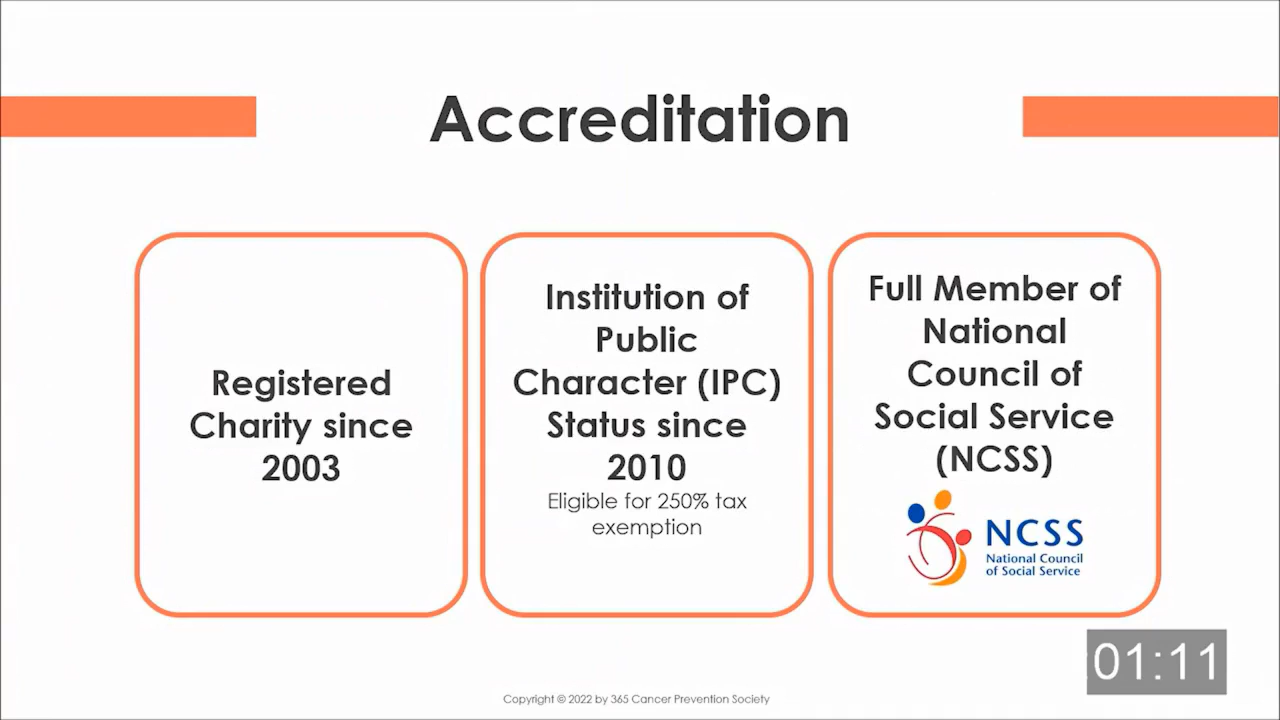 Accreditation
Registered
Charity since
2003
Institution of
Public
Character (IPC)
Status since
2010
Eligible for 250% tax
exemption
Full Member of
National
Council of
Social Service
(NCSS)
NCSS
National Council
of Social Service
01:11
Copyright © 2022 by 365 Cancer Prevention Society